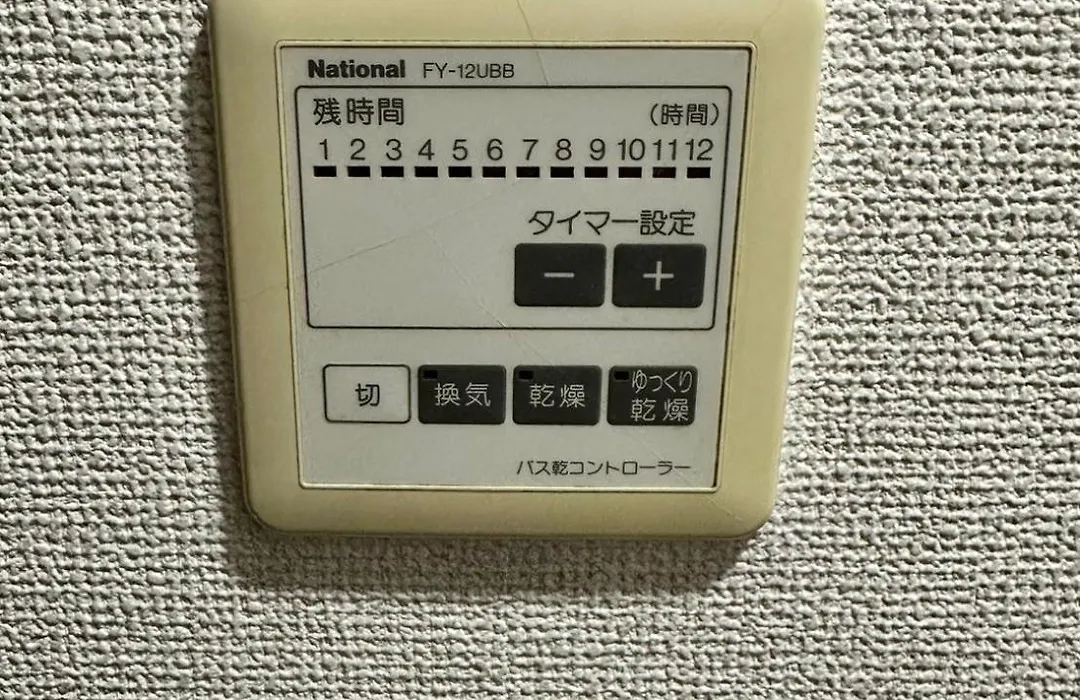 National FY-12UBB
残時間 (時間)
1 2 3 4 5 6 7 8 9 10 11 12
タイマー設定
− +
切 換気 乾燥 ゆっくり乾燥
バス乾コントローラー